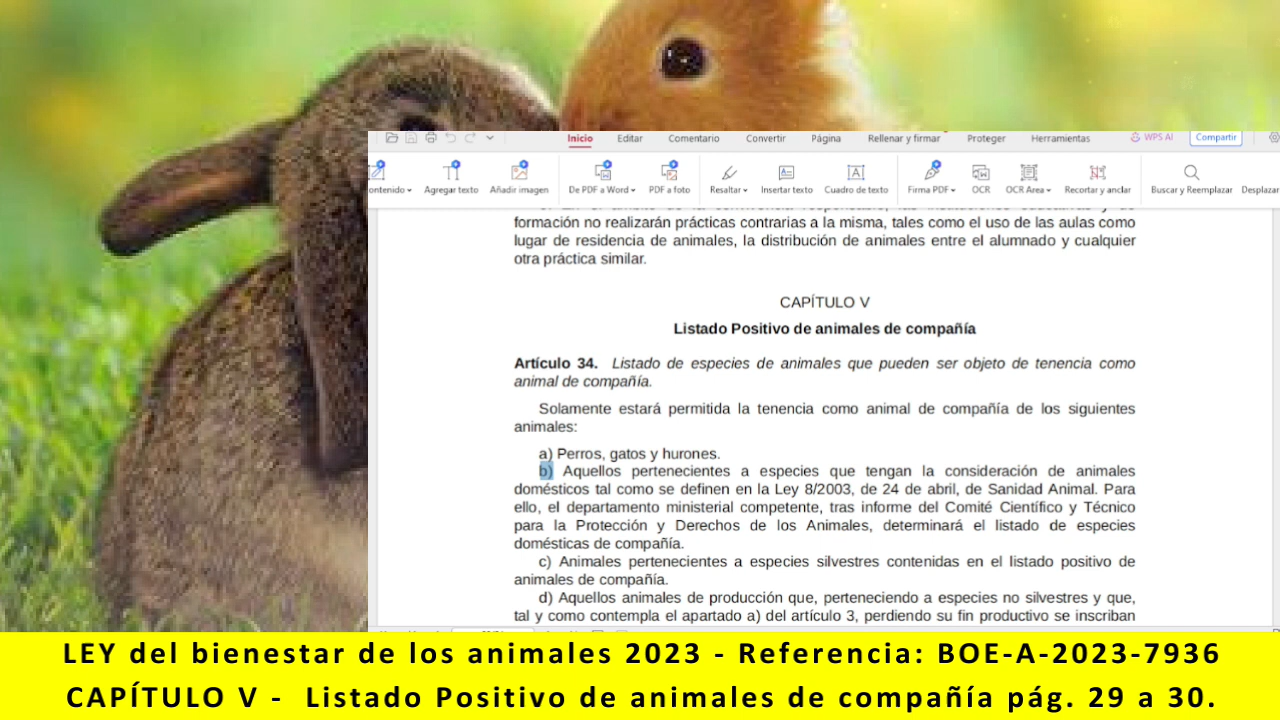 Inicio Editar Comentario Convertir Página Rellenar y firmar Proteger Herramientas WPS AI Compartir
ontenido Agregar texto Añadir imagen De PDF a Word PDF a foto Resaltar Insertar texto Cuadro de texto Firma PDF OCR OCR Area Recortar y anclar Buscar y Reemplazar Desplazar
formación no realizarán prácticas contrarias a la misma, tales como el uso de las aulas como
lugar de residencia de animales, la distribución de animales entre el alumnado y cualquier
otra práctica similar.
CAPÍTULO V
Listado Positivo de animales de compañía
Artículo 34. Listado de especies de animales que pueden ser objeto de tenencia como
animal de compañía.
Solamente estará permitida la tenencia como animal de compañía de los siguientes
animales:
a) Perros, gatos y hurones.
b) Aquellos pertenecientes a especies que tengan la consideración de animales
domésticos tal como se definen en la Ley 8/2003, de 24 de abril, de Sanidad Animal. Para
ello, el departamento ministerial competente, tras informe del Comité Científico y Técnico
para la Protección y Derechos de los Animales, determinará el listado de especies
domésticas de compañía.
c) Animales pertenecientes a especies silvestres contenidas en el listado positivo de
animales de compañía.
d) Aquellos animales de producción que, perteneciendo a especies no silvestres y que,
tal y como contempla el apartado a) del artículo 3, perdiendo su fin productivo se inscriban
LEY del bienestar de los animales 2023 - Referencia: BOE-A-2023-7936
CAPÍTULO V - Listado Positivo de animales de compañía pág. 29 a 30.